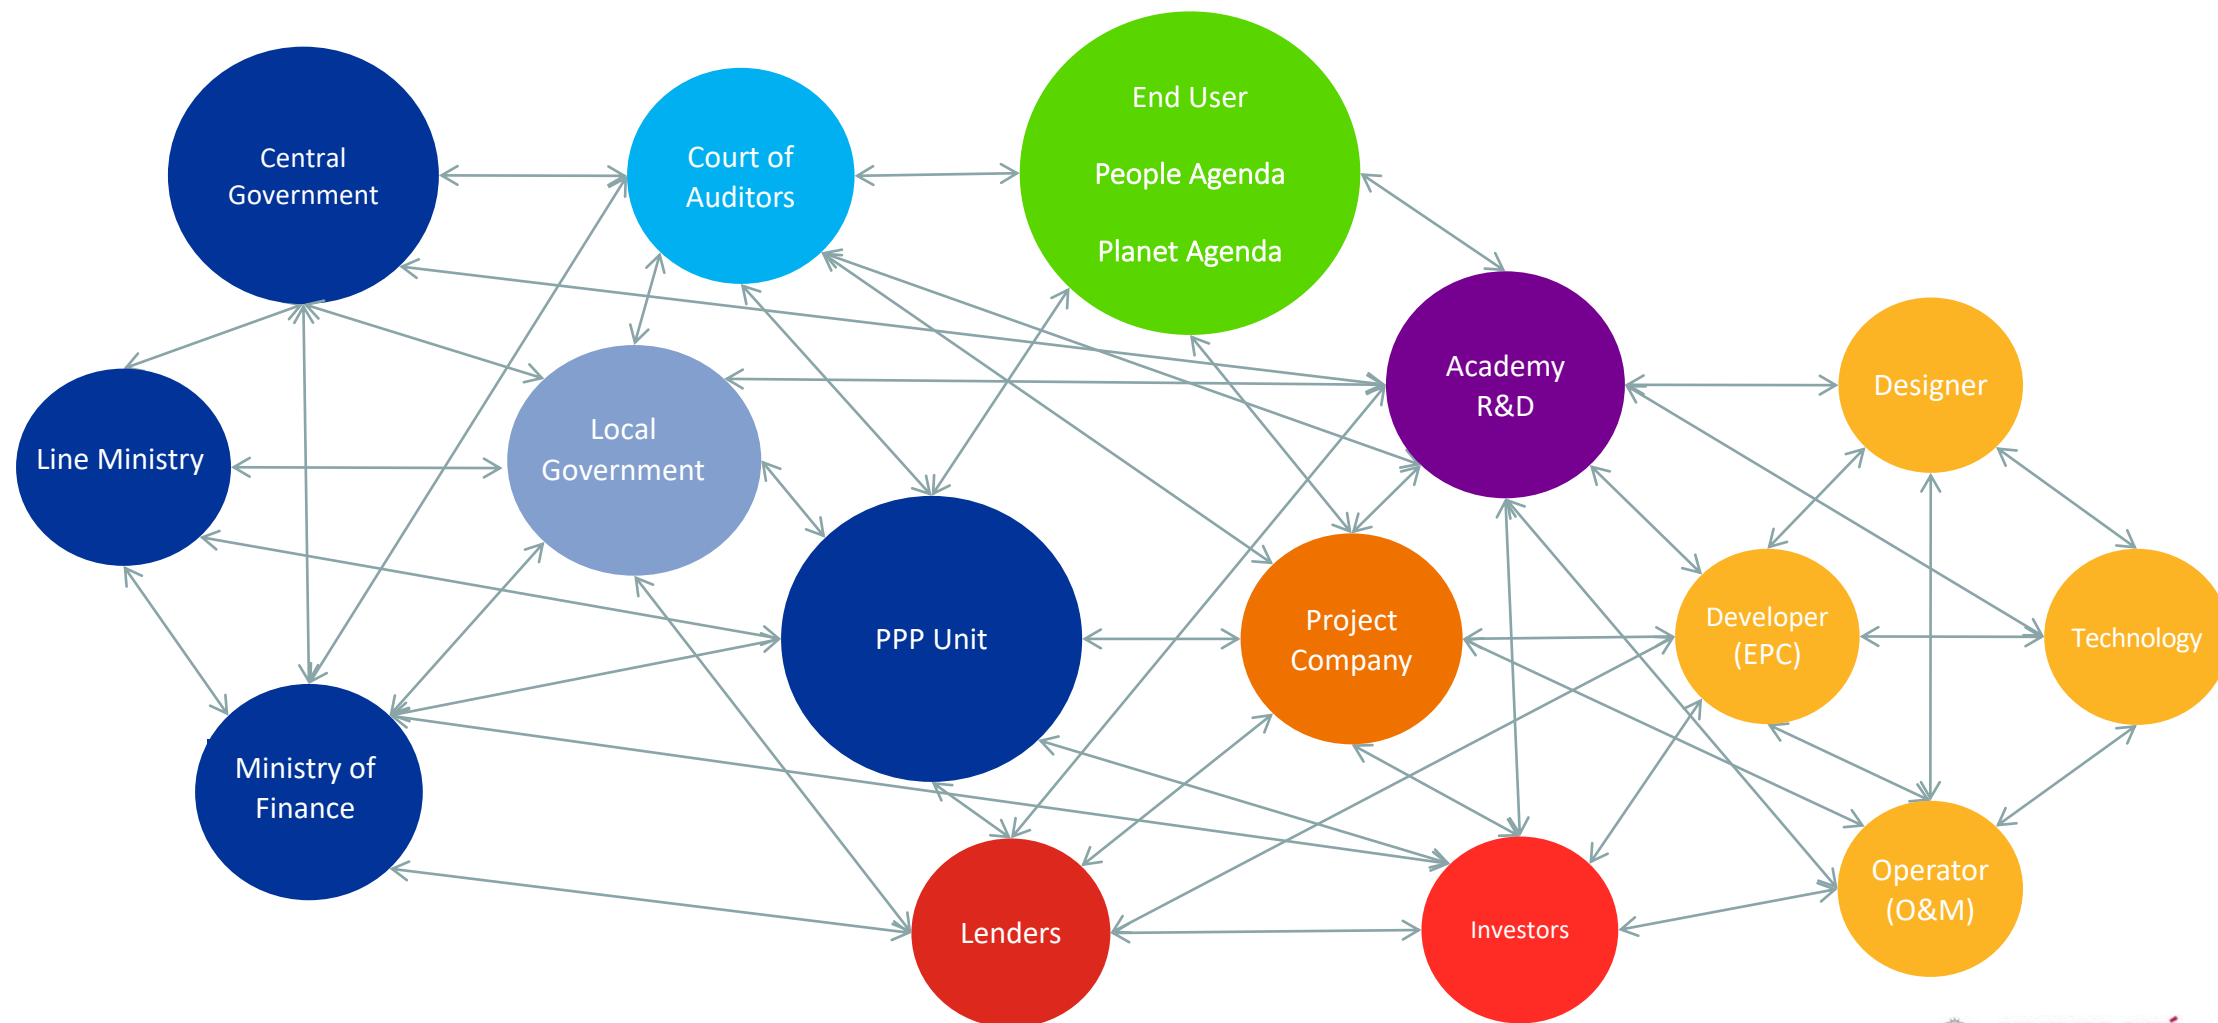 End User
People Agenda
Planet Agenda
Central
Government
Court of
Auditors
Academy
R&D
Designer
Line Ministry
Local
Government
PPP Unit
Project
Company
Developer
(EPC)
Technology
Ministry of
Finance
Lenders
Investors
Operator
(O&M)